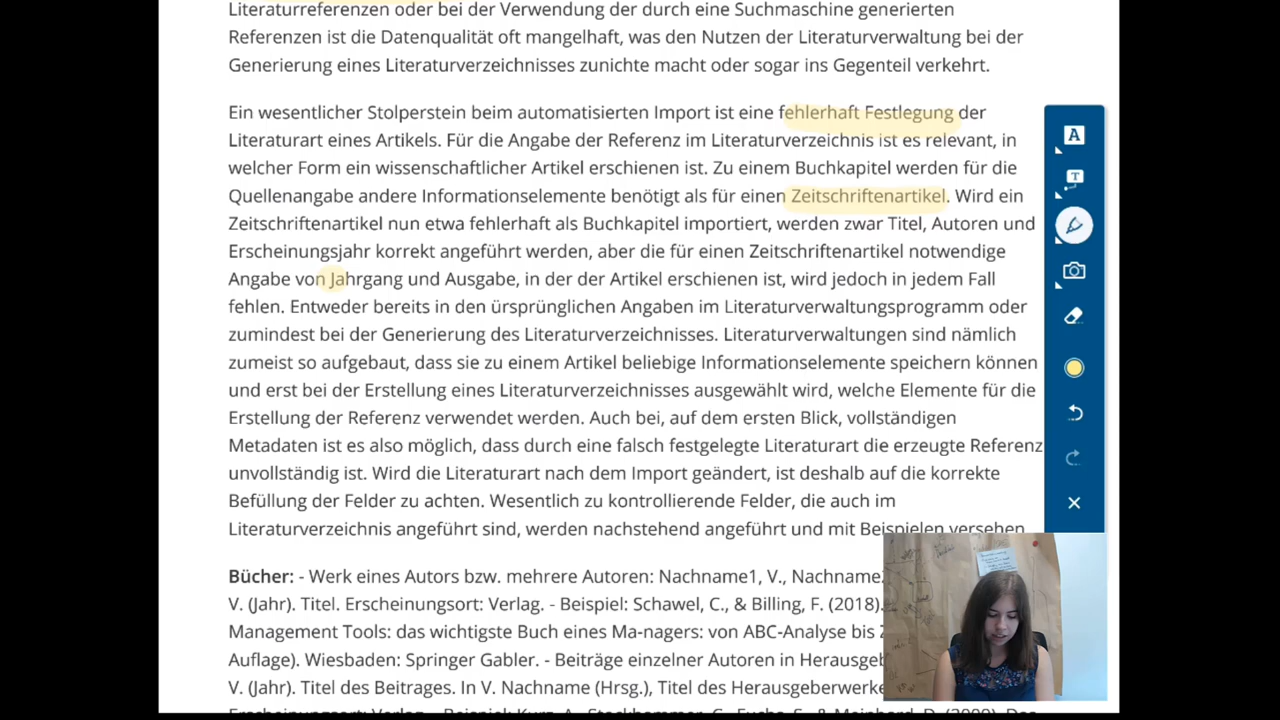 Literaturreferenzen oder bei der Verwendung der durch eine Suchmaschine generierten
Referenzen ist die Datenqualität oft mangelhaft, was den Nutzen der Literaturverwaltung bei der
Generierung eines Literaturverzeichnisses zunichte macht oder sogar ins Gegenteil verkehrt.
Ein wesentlicher Stolperstein beim automatisierten Import ist eine fehlerhaft Festlegung der
Literaturart eines Artikels. Für die Angabe der Referenz im Literaturverzeichnis ist es relevant, in
welcher Form ein wissenschaftlicher Artikel erschienen ist. Zu einem Buchkapitel werden für die
Quellenangabe andere Informationselemente benötigt als für einen Zeitschriftenartikel. Wird ein
Zeitschriftenartikel nun etwa fehlerhaft als Buchkapitel importiert, werden zwar Titel, Autoren und
Erscheinungsjahr korrekt angeführt werden, aber die für einen Zeitschriftenartikel notwendige
Angabe von Jahrgang und Ausgabe, in der der Artikel erschienen ist, wird jedoch in jedem Fall
fehlen. Entweder bereits in den ürsprünglichen Angaben im Literaturverwaltungsprogramm oder
zumindest bei der Generierung des Literaturverzeichnisses. Literaturverwaltungen sind nämlich
zumeist so aufgebaut, dass sie zu einem Artikel beliebige Informationselemente speichern können
und erst bei der Erstellung eines Literaturverzeichnisses ausgewählt wird, welche Elemente für die
Erstellung der Referenz verwendet werden. Auch bei, auf dem ersten Blick, vollständigen
Metadaten ist es also möglich, dass durch eine falsch festgelegte Literaturart die erzeugte Referenz
unvollständig ist. Wird die Literaturart nach dem Import geändert, ist deshalb auf die korrekte
Befüllung der Felder zu achten. Wesentlich zu kontrollierende Felder, die auch im
Literaturverzeichnis angeführt sind, werden nachstehend angeführt und mit Beispielen versehen
Bücher: - Werk eines Autors bzw. mehrere Autoren: Nachname1, V., Nachname
V. (Jahr). Titel. Erscheinungsort: Verlag. - Beispiel: Schawel, C., & Billing, F. (2018).
Management Tools: das wichtigste Buch eines Ma-nagers: von ABC-Analyse bis
Auflage). Wiesbaden: Springer Gabler. - Beiträge einzelner Autoren in
V. (Jahr). Titel des Beitrages. In V. Nachname (Hrsg.), Titel des